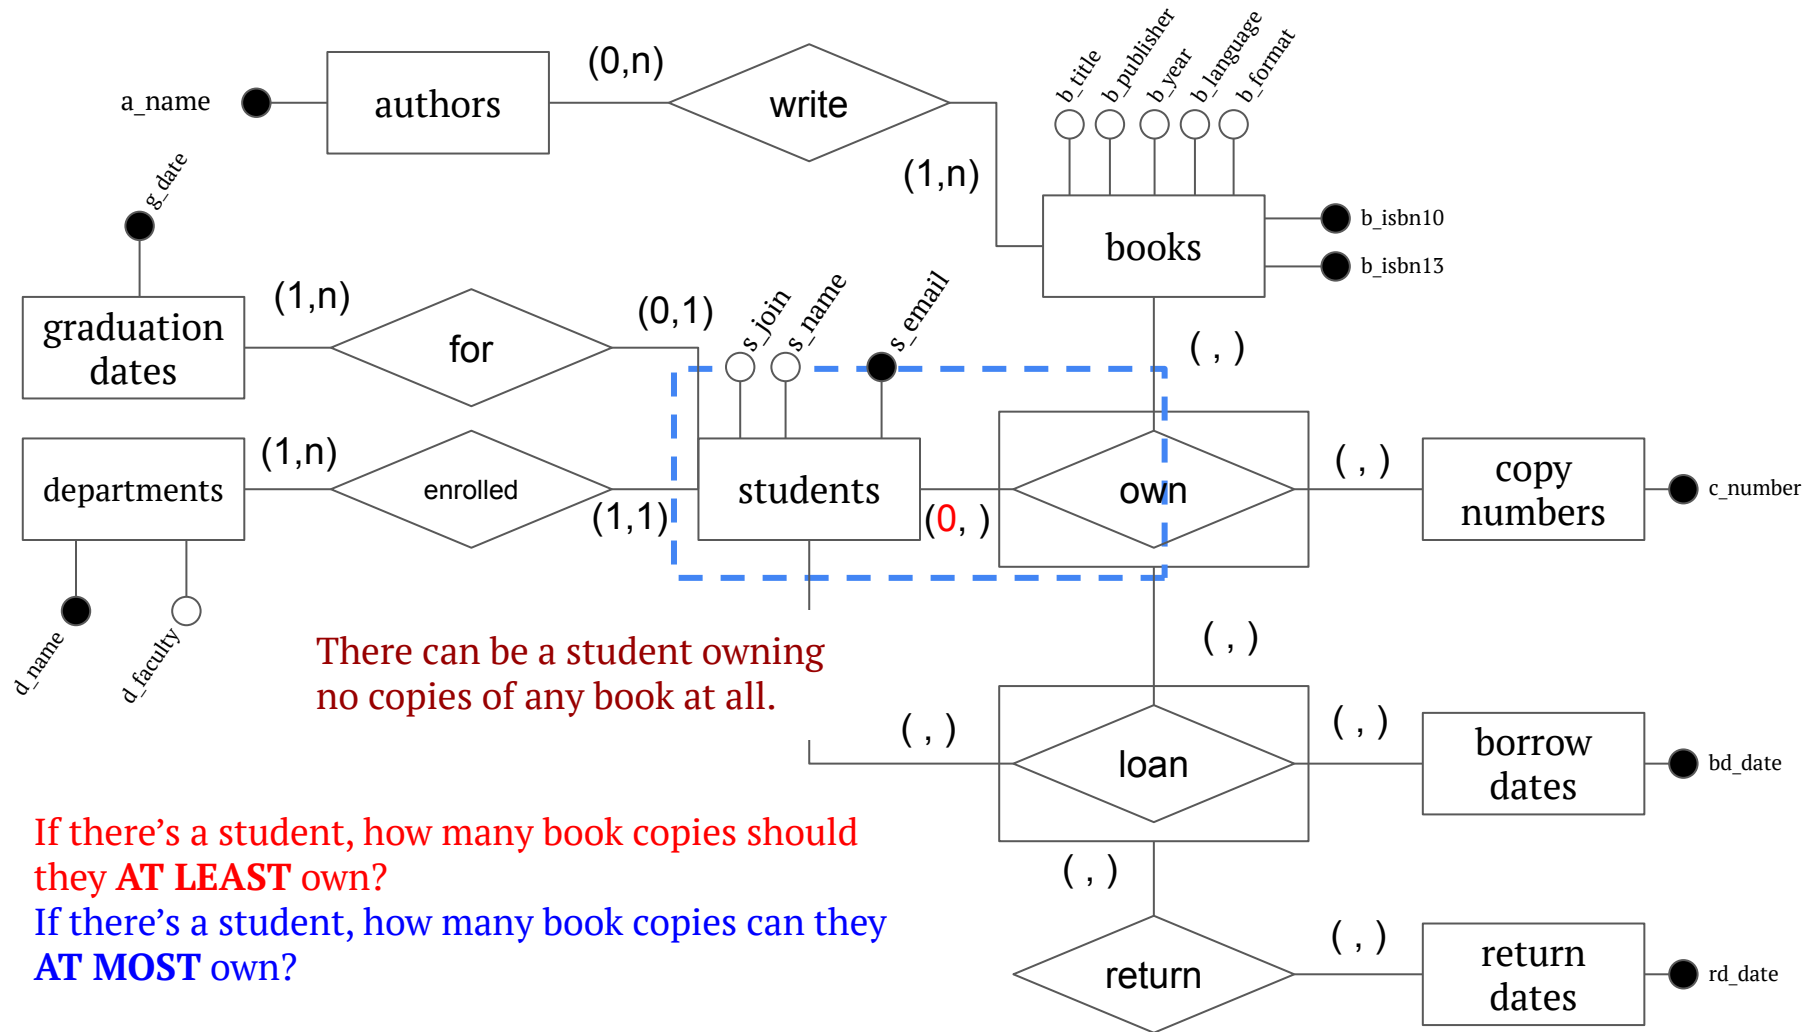 b_title
b_publisher
b_year
b_language
b_format
a_name
authors
(0,n)
write
(1,n)
books
b_isbn10
b_isbn13
g_date
graduation
dates
(1,n)
for
(0,1)
s_join
s_name
s_email
( , )
departments
(1,n)
enrolled
(1,1)
students
(0, )
own
( , )
copy
numbers
c_number
d_name
d_faculty
There can be a student owning
no copies of any book at all.
( , )
( , )
loan
( , )
borrow
dates
bd_date
If there’s a student, how many book copies should
they AT LEAST own?
If there’s a student, how many book copies can they
AT MOST own?
( , )
return
( , )
return
dates
rd_date